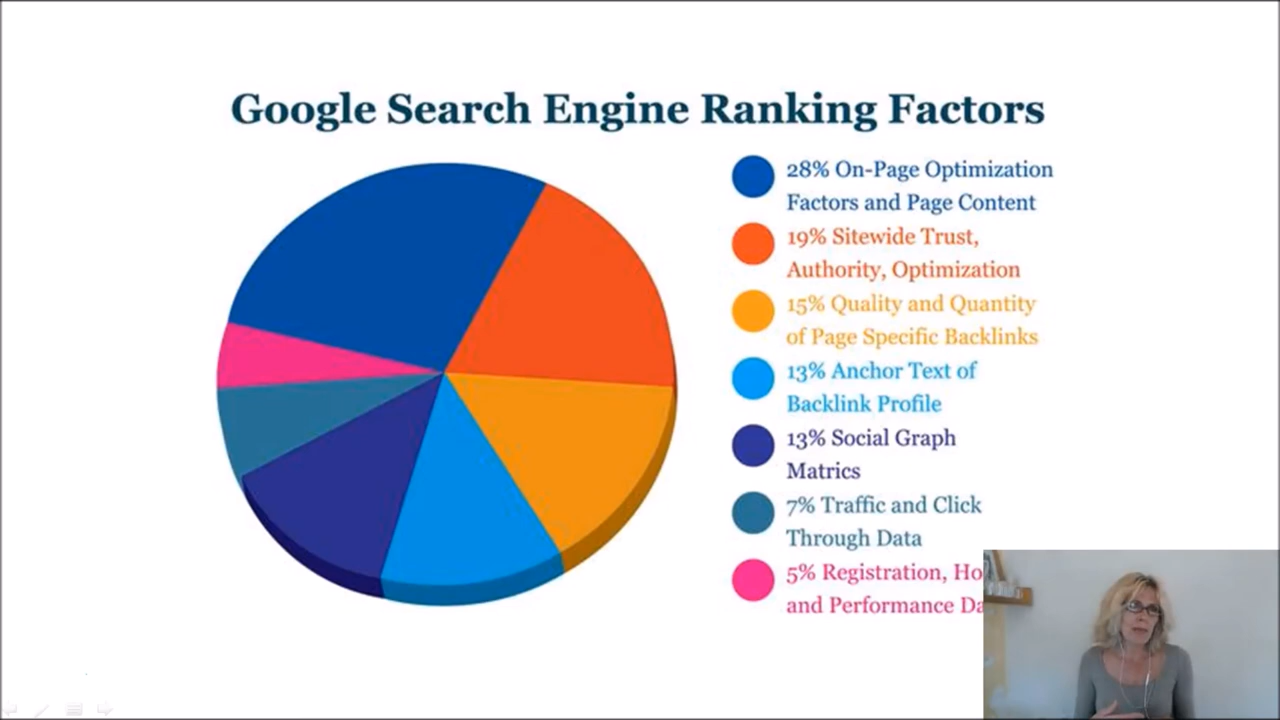 Google Search Engine Ranking Factors
28% On-Page Optimization
Factors and Page Content
19% Sitewide Trust,
Authority, Optimization
15% Quality and Quantity
of Page Specific Backlinks
13% Anchor Text of
Backlink Profile
13% Social Graph
Matrics
7% Traffic and Click
Through Data
5% Registration,
and Performance